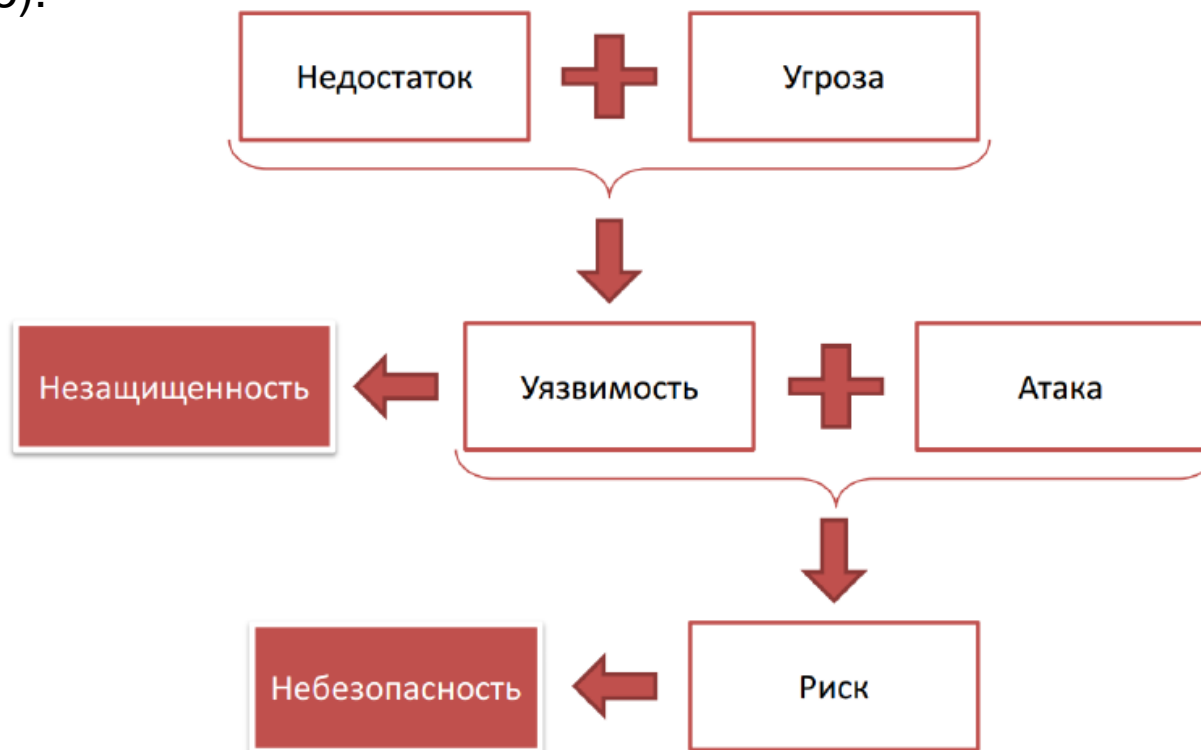 Недостаток
Угроза
Незащищенность
Уязвимость
Атака
Небезопасность
Риск